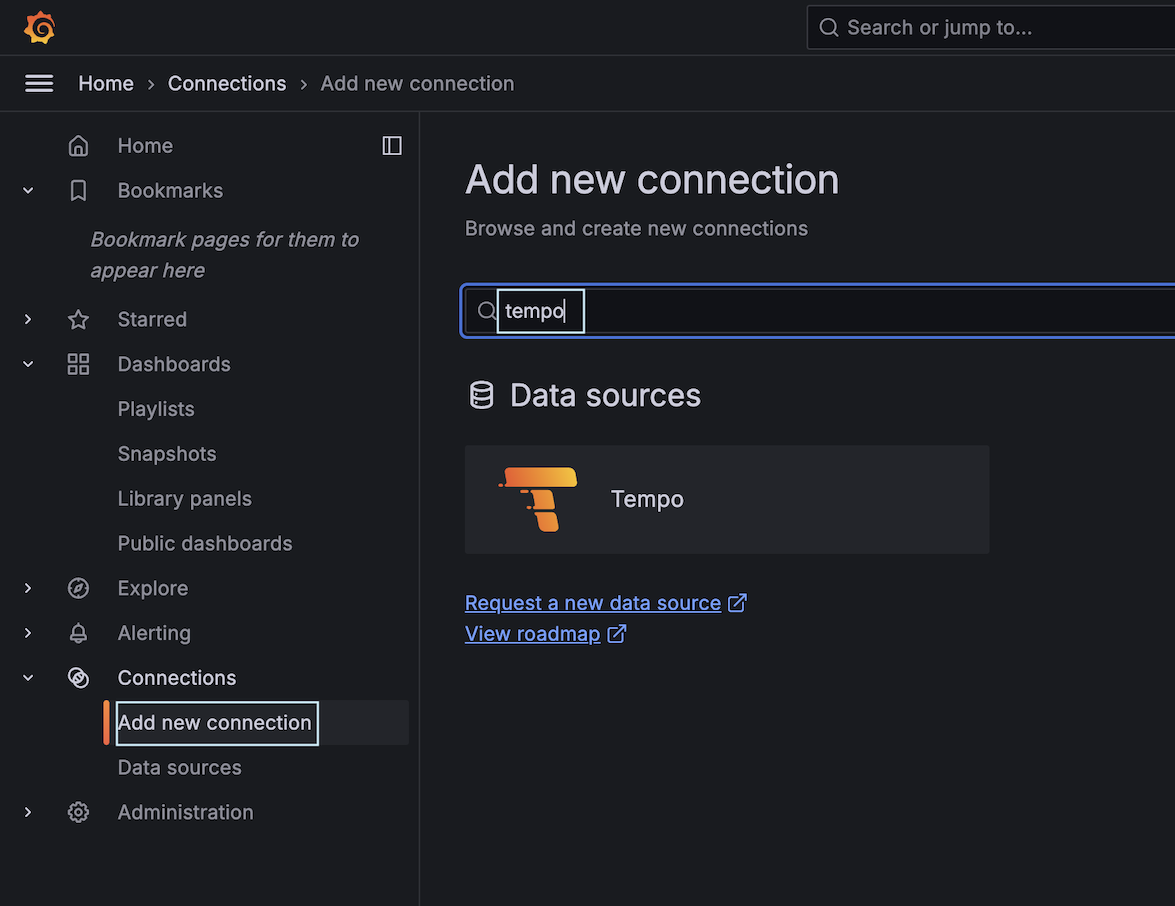 Search or jump to...
Home › Connections › Add new connection
Home
Bookmarks
Bookmark pages for them to
appear here
Starred
Dashboards
Playlists
Snapshots
Library panels
Public dashboards
Explore
Alerting
Connections
Add new connection
Data sources
Administration
Add new connection
Browse and create new connections
tempo
Data sources
Tempo
Request a new data source
View roadmap